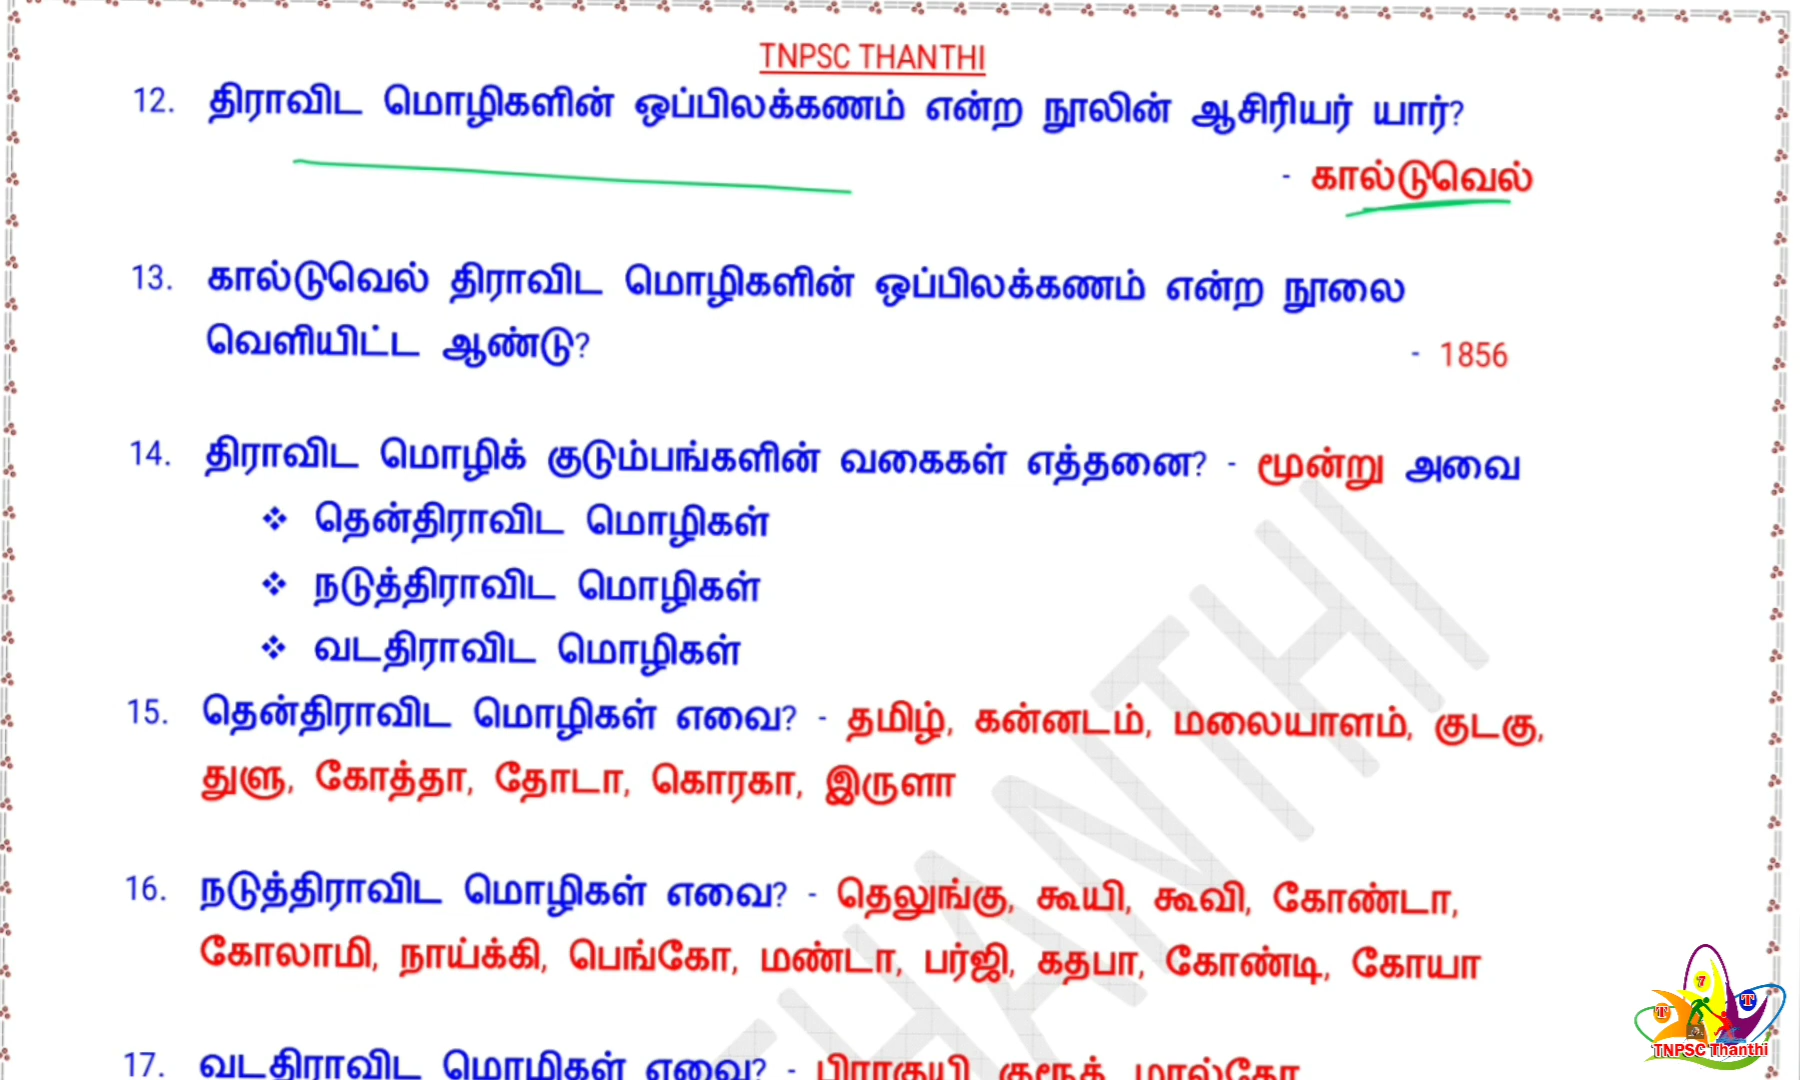 TNPSC THANTHI
12. திராவிட மொழிகளின் ஒப்பிலக்கணம் என்ற நூலின் ஆசிரியர் யார்?
- கால்டுவெல்
13. கால்டுவெல் திராவிட மொழிகளின் ஒப்பிலக்கணம் என்ற நூலை
வெளியிட்ட ஆண்டு? - 1856
14. திராவிட மொழிக் குடும்பங்களின் வகைகள் எத்தனை? - மூன்று அவை
❖ தென்திராவிட மொழிகள்
❖ நடுத்திராவிட மொழிகள்
❖ வடதிராவிட மொழிகள்
15. தென்திராவிட மொழிகள் எவை? - தமிழ், கன்னடம், மலையாளம், குடகு,
துளு, கோத்தா, தோடா, கொரகா, இருளா
16. நடுத்திராவிட மொழிகள் எவை? - தெலுங்கு, கூயி, கூவி, கோண்டா,
கோலாமி, நாய்க்கி, பெங்கோ, மண்டா, பர்ஜி, கதபா, கோண்டி, கோயா
17. வடதிராவிட மொழிகள் எவை? - பிராகுயி, குரூக், மால்தோ
THANTHI
T 7 T
TNPSC Thanthi